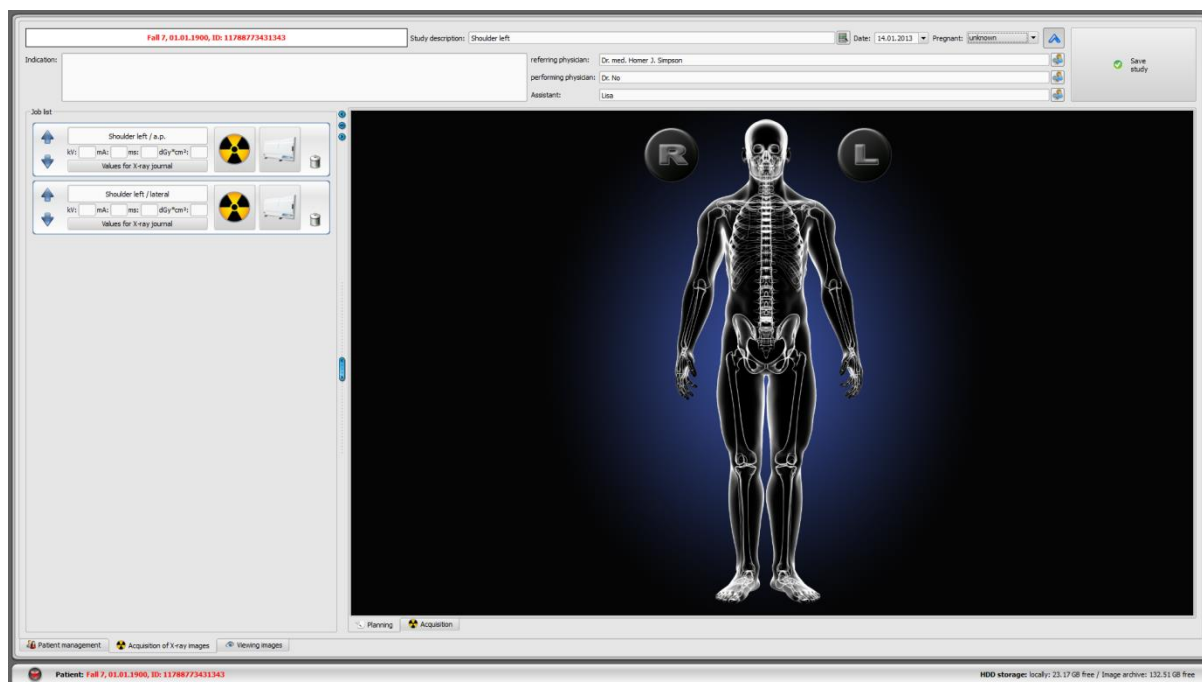 Fall 7, 01.01.1900, ID: 11788773431343
Study description: Shoulder left
Date: 14.01.2013 Pregnant: unknown
Save study
Indication:
referring physician: Dr. med. Homer J. Simpson
performing physician: Dr. No
Assistant: Lisa
Job list
Shoulder left / a.p.
kV: mA: ms: dGy*cm²:
Values for X-ray journal
Shoulder left / lateral
kV: mA: ms: dGy*cm²:
Values for X-ray journal
R L
Planning Acquisition
Patient management Acquisition of X-ray images Viewing images
Patient: Fall 7, 01.01.1900, ID: 11788773431343
HDD storage: locally: 23.17 GB free / Image archive: 132.51 GB free